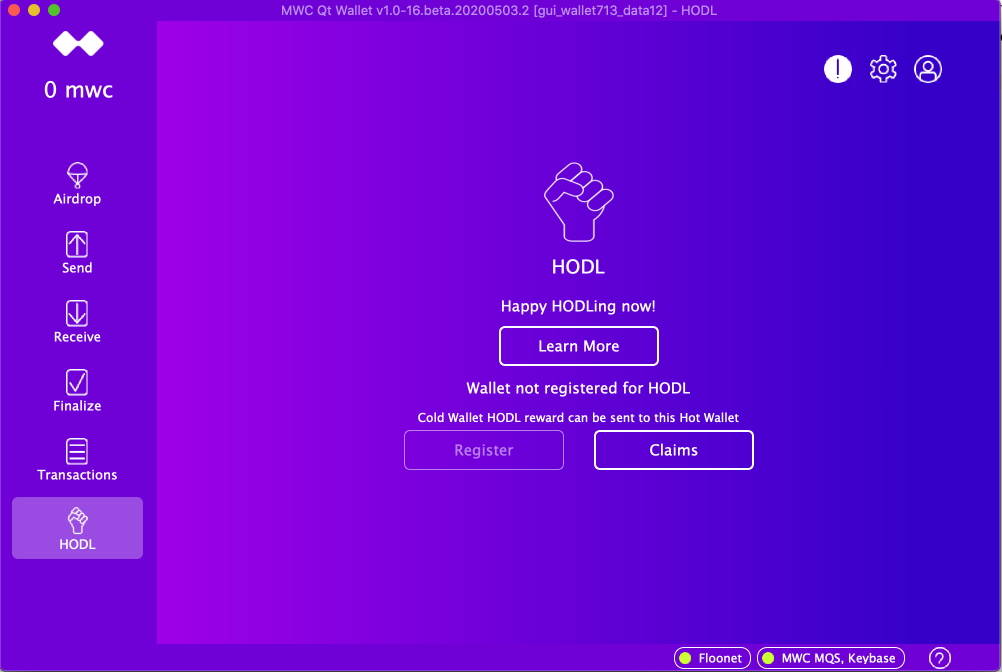 MWC Qt Wallet v1.0-16.beta.20200503.2 [gui_wallet713_data12] - HODL
0 mwc
Airdrop
Send
Receive
Finalize
Transactions
HODL
HODL
Happy HODLing now!
Learn More
Wallet not registered for HODL
Cold Wallet HODL reward can be sent to this Hot Wallet
Register
Claims
Floonet
MWC MQS, Keybase